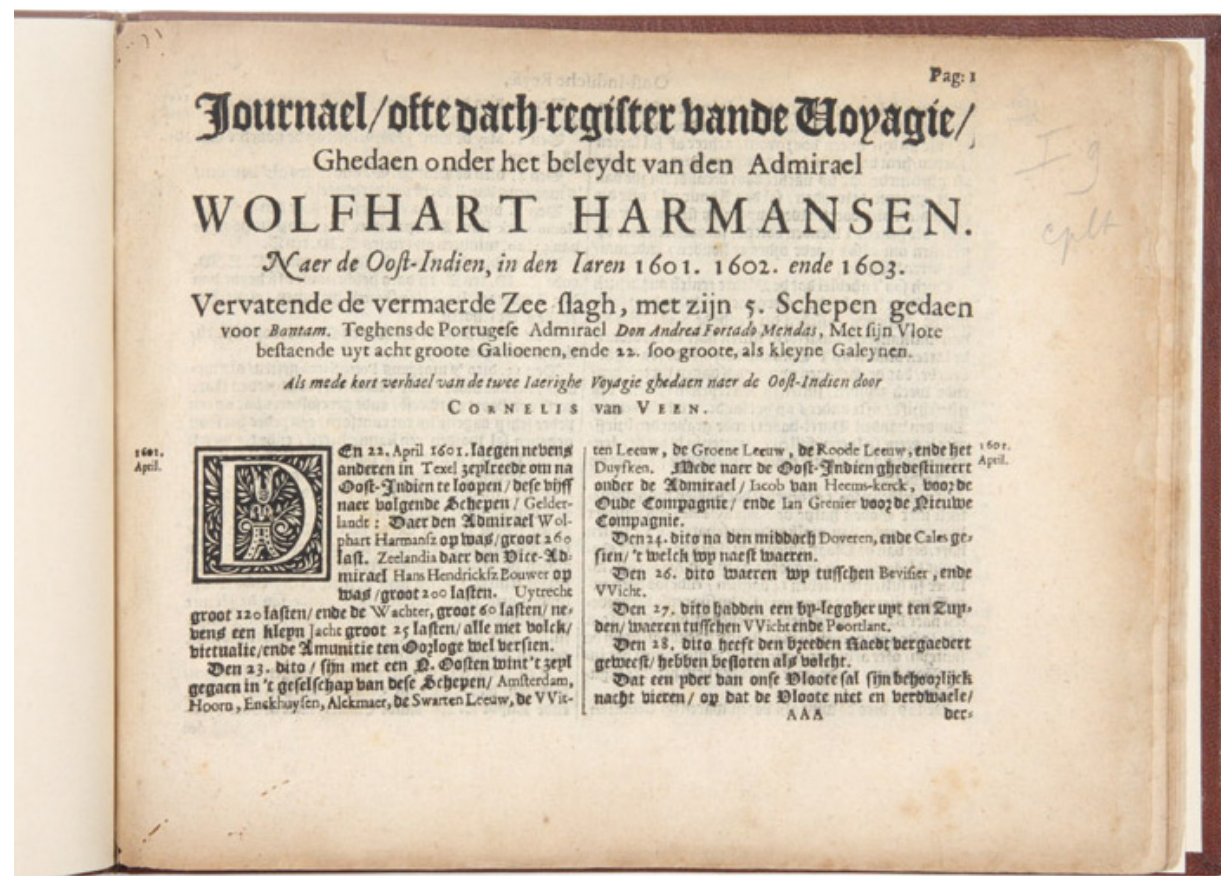 Pag: 1
Journael/ofte dach-register vande Voyagie/
Ghedaen onder het beleydt van den Admirael
WOLFHART HARMANSEN.
Naer de Oost-Indien, in den Iaren 1601. 1602. ende 1603.
Vervatende de vermaerde Zee slagh, met zijn 5. Schepen gedaen
voor Bantam. Teghens de Portugese Admirael Don Andrea Fortado Mendas, Met sijn Vlote
bestaende uyt acht groote Galioenen, ende 22. soo groote, als kleyne Galeynen.
Als mede kort verhael van de twee Iaerighe Voyagie ghedaen naer de Oost-Indien door
CORNELIS van VEEN.
1601.
April.
DEn 22. April 1601. laegen nevens
anderen in Texel zeylreede om na
Oost-Indien te loopen/ dese vijff
naer volgende Schepen/ Gelder-
landt: Daer den Admirael Wol-
phart Harmansz op was/groot 260
last. Zeelandia daer den Vice-Ad-
mirael Hans Hendricksz Bouwer op
was/groot 200 lasten. Uytrecht
groot 120 lasten/ ende de Wachter, groot 60 lasten/ ne-
vens een kleyn Jacht groot 25 lasten/ alle met volck/
victualie/ende Amunitie ten Oorloge wel versien.
Den 23. dito/ sijn met een N. Oosten wint 't zeyl
gegaen in 't geselschap van dese Schepen/ Amsterdam,
Hoorn, Enckhuysen, Alckmaer, de Swarten Leeuw, de VVit-
ten Leeuw, de Groene Leeuw, de Roode Leeuw, ende het
Duyfken. Mede naer de Oost-Indien ghedestineert
onder de Admirael/ Iacob van Heems-kerck, voor de
Oude Compagnie/ ende Ian Grenier voor de Nieuwe
Compagnie.
Den 24. dito na den middach Doveren, ende Cales ge-
sien/ 't welck wy naest waeren.
Den 26. dito waeren wy tusschen Bevisier, ende
VVicht.
Den 27. dito hadden een by-legger uyt ten Zuy-
den/ waeren tusschen VVicht ende Poortlant.
Den 28. dito heeft den breeden Raedt vergaedert
geweest/ hebben besloten als volcht.
Dat een yder van onse Vloote sal sijn behoorlijck
nacht vieren/ op dat de Vloote niet en verdwaele/
AAA der-
1601.
April.
I.9
cplt